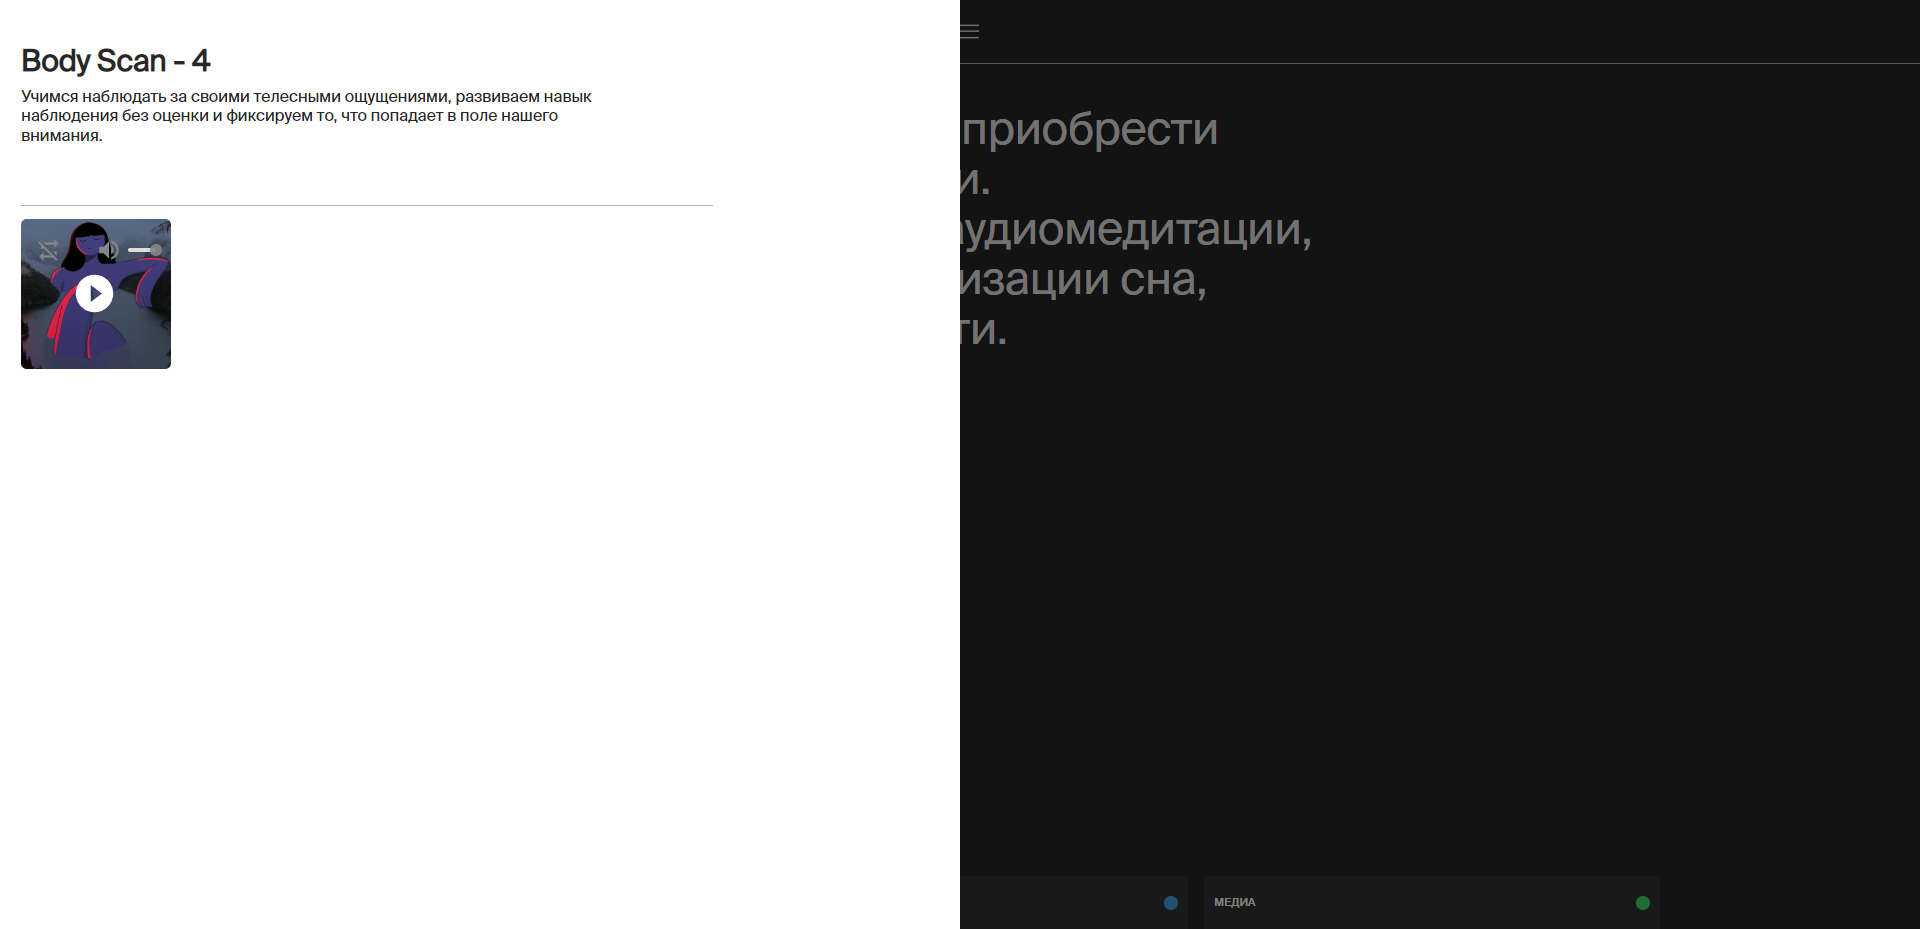 Body Scan - 4
Учимся наблюдать за своими телесными ощущениями, развиваем навык
наблюдения без оценки и фиксируем то, что попадает в поле нашего
внимания.
приобрести
и.
аудиомедитации,
изации сна,
ти.
МЕДИА